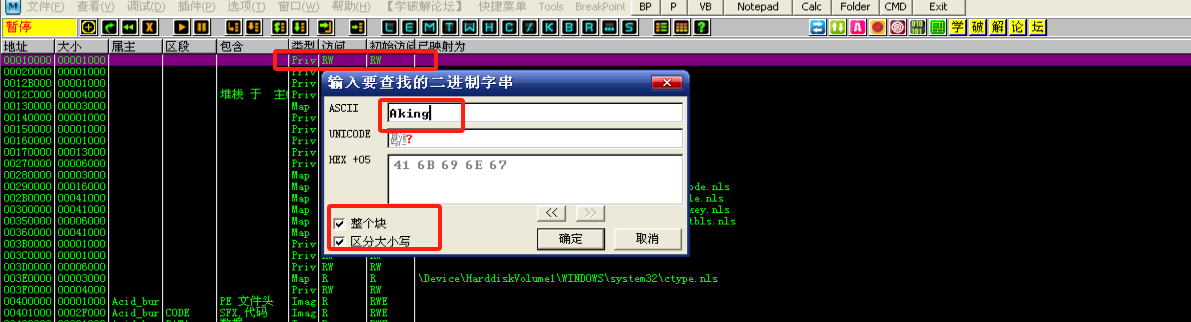 M 文件(F) 查看(V) 调试(D) 插件(P) 选项(T) 窗口(W) 帮助(H) 【学破解论坛】 快捷菜单 Tools BreakPoint BP P VB Notepad Calc Folder CMD Exit
暂停 L E M T W H C / K B R ... S 学 破 解 论 坛
地址 大小 属主 区段 包含 类型 访问 初始访问 已映射为
00010000 00001000 Priv RW RW
00020000 00001000 Priv
0012B000 00001000 Priv
0012C000 00004000 堆栈 于 主 Priv
00130000 00003000 Map
00140000 00001000 Priv
00150000 00001000 Priv
00160000 00001000 Priv
00170000 00013000 Priv
00270000 00006000 Priv
00280000 00003000 Map
00290000 00016000 Map ode.nls
002B0000 00041000 Map le.nls
00300000 00041000 Map key.nls
00350000 00006000 Map tbls.nls
00360000 00041000 Map
003B0000 00001000 Priv
003C0000 00001000 Priv
003D0000 00006000 Priv RW RW
003E0000 00003000 Map R R \Device\HarddiskVolume1\WINDOWS\system32\ctype.nls
003F0000 00004000 Priv RW RW
00400000 00001000 Acid_bur PE 文件头 Imag R RWE
00401000 0002F000 Acid_bur CODE SFX,代码 Imag R RWE
输入要查找的二进制字串
ASCII Aking
UNICODE
HEX +05 41 6B 69 6E 67
<< >>
整个块
区分大小写
确定 取消